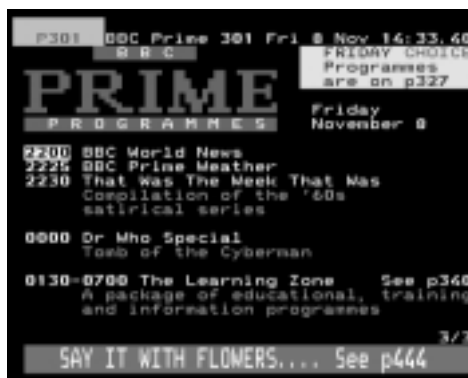 P301 BBC Prime 301 Fri 8 Nov 14:33.40
BBC
PRIME
PROGRAMMES
FRIDAY CHOICE
Programmes
are on p327
Friday
November 8
2200 BBC World News
2225 BBC Prime Weather
2230 That Was The Week That Was
Compilation of the '60s
satirical series
0000 Dr Who Special
Tomb of the Cyberman
0130-0700 The Learning Zone See p360
A package of educational, training
and information programmes
3/3
SAY IT WITH FLOWERS.... See p444